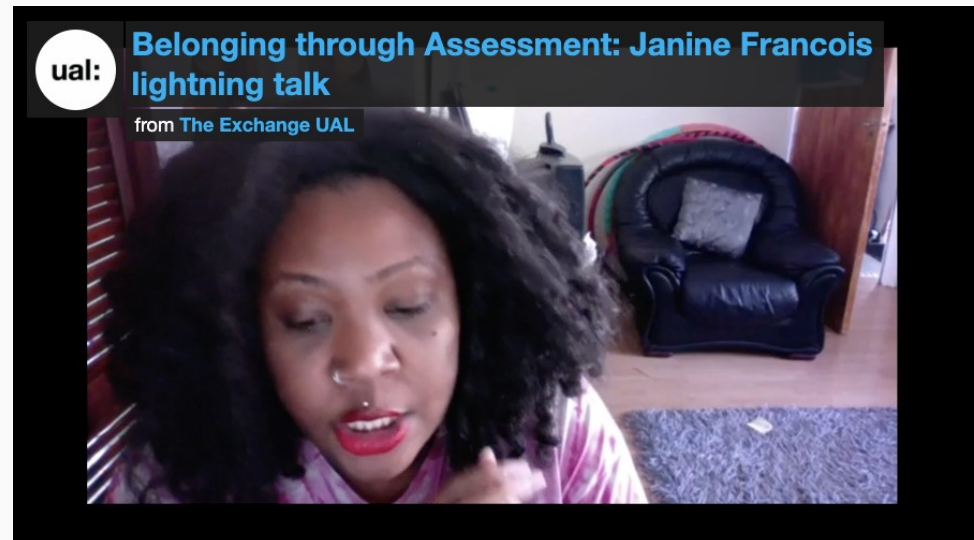 ual:
Belonging through Assessment: Janine Francois
lightning talk
from The Exchange UAL